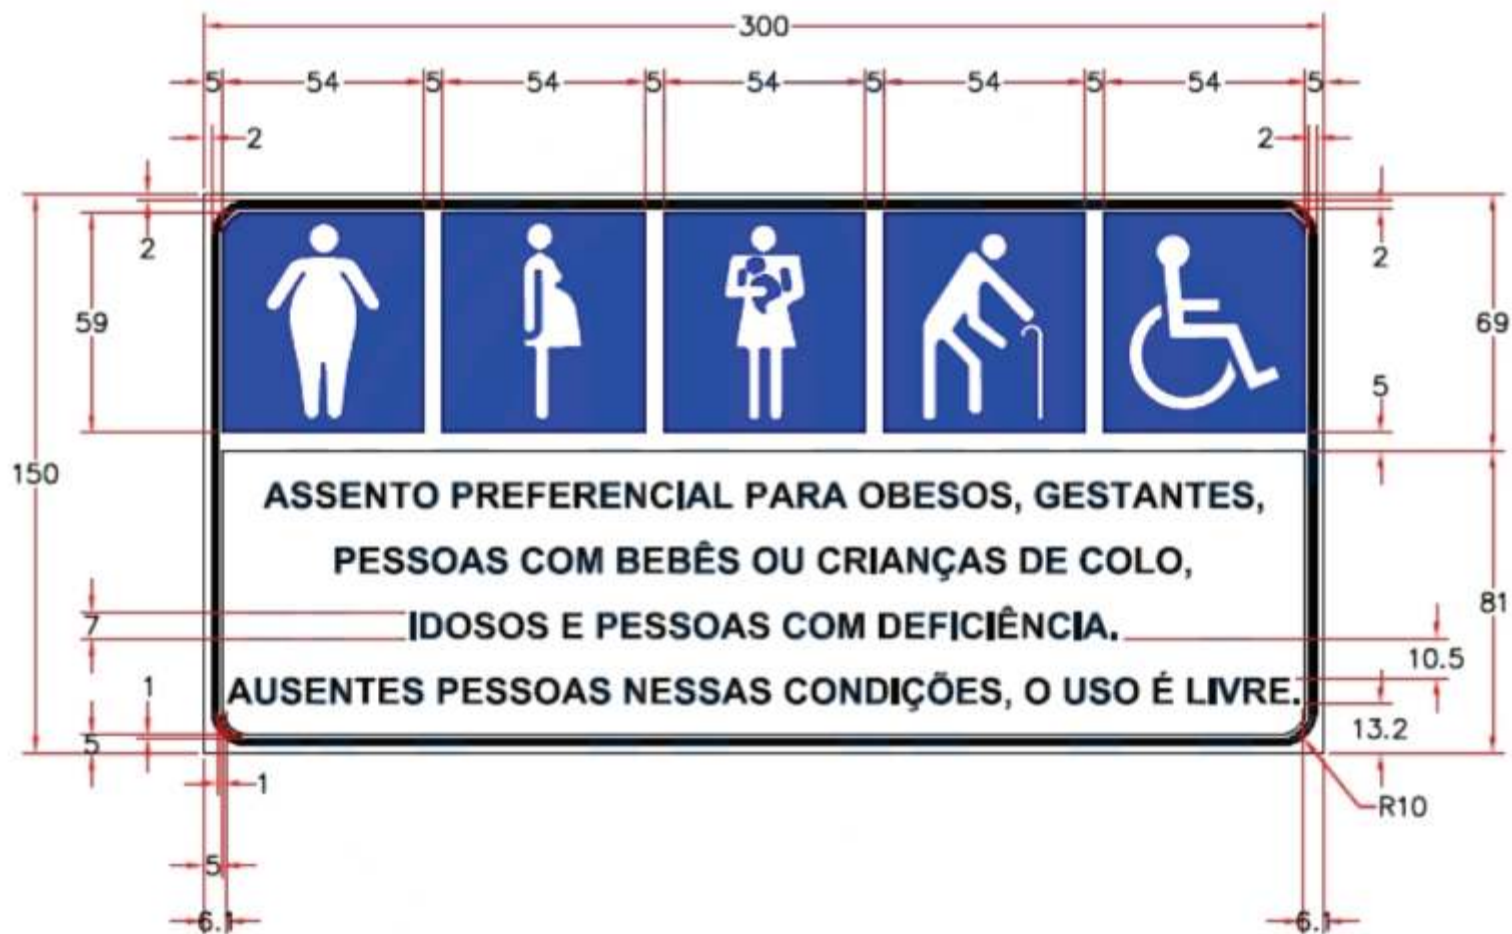 300
5 54 5 54 5 54 5 54 5 54 5
2 2
2 2
59 69
5
150
ASSENTO PREFERENCIAL PARA OBESOS, GESTANTES,
PESSOAS COM BEBÊS OU CRIANÇAS DE COLO,
81
7 IDOSOS E PESSOAS COM DEFICIÊNCIA.
10.5
1 AUSENTES PESSOAS NESSAS CONDIÇÕES, O USO É LIVRE.
13.2
5
1
R10
5
6.1 6.1